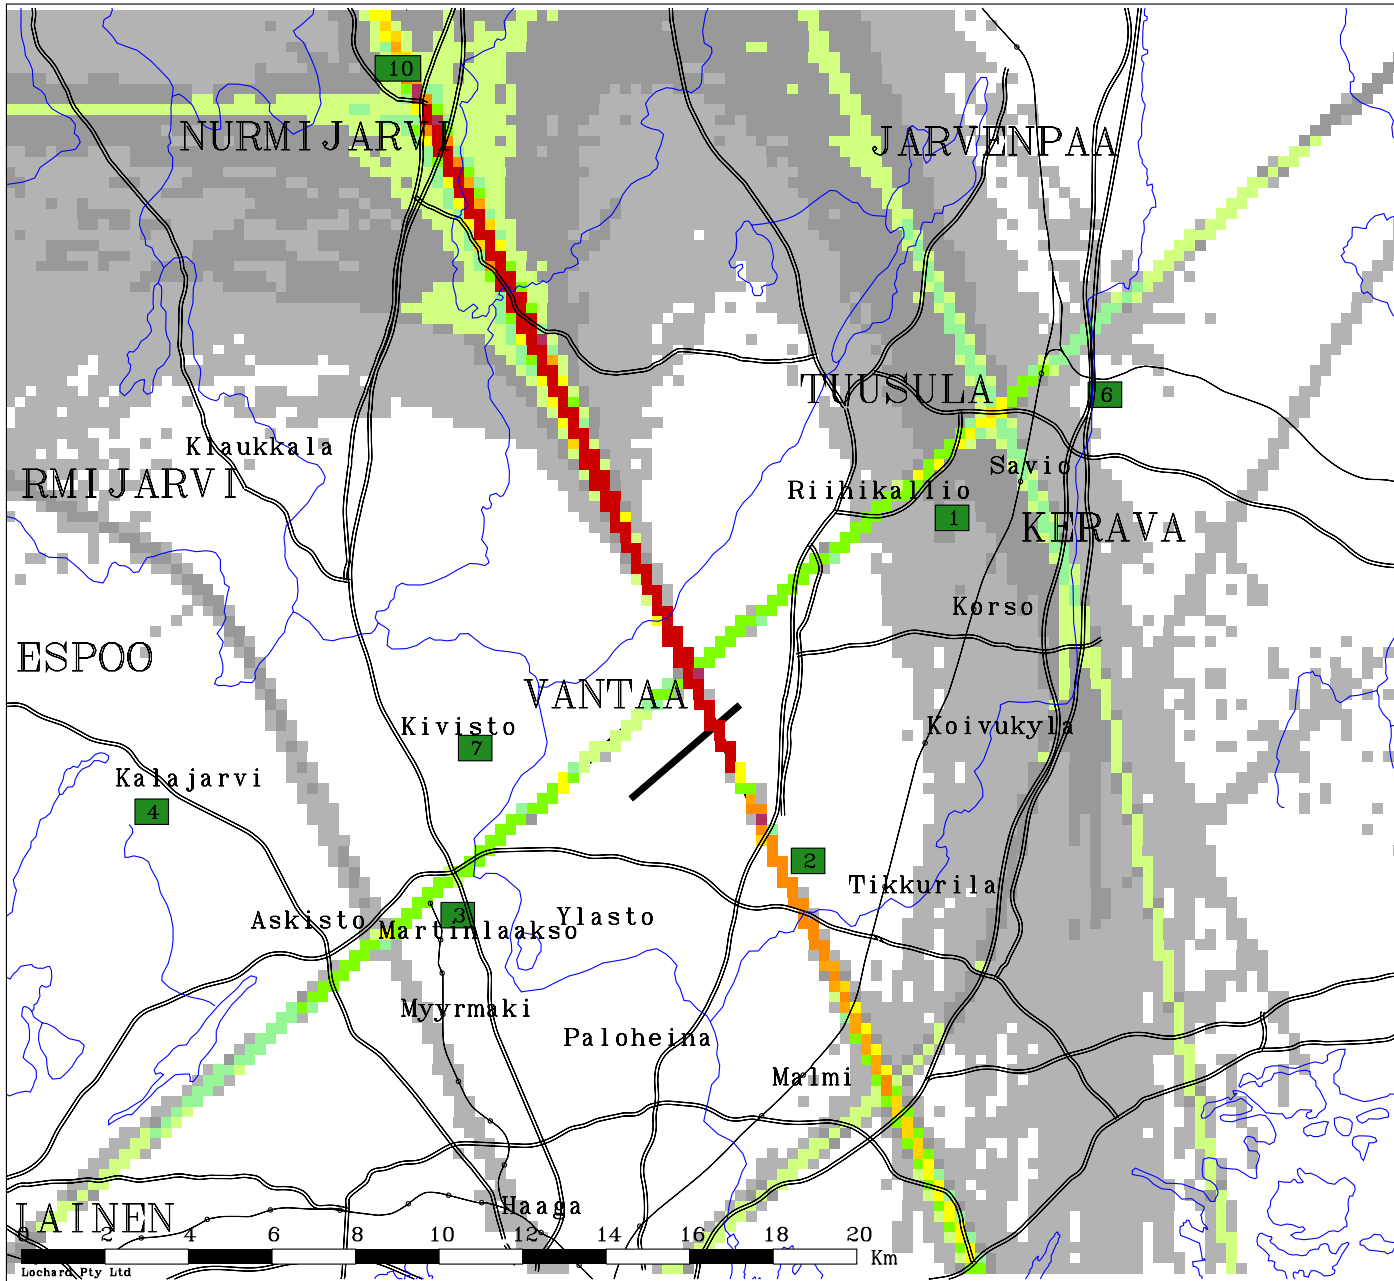 10
NURMIJARVI
JARVENPAA
TUUSULA
6
Klaukkala
Savio
RMIJARVI
Riihikallio
1
KERAVA
Korso
ESPOO
VANTAA
Kivisto
Koivukyla
7
Kalajarvi
4
2
Tikkurila
3
Askisto
Ylasto
Martinlaakso
Myyrmaki
Paloheina
Malmi
Haaga
LAINEN
0 2 4 6 8 10 12 14 16 18 20 Km
Lochard Pty Ltd